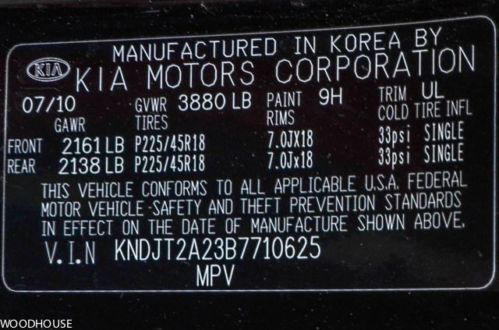 MANUFACTURED IN KOREA BY
KIA KIA MOTORS CORPORATION
07/10 GVWR 3880 LB PAINT 9H TRIM UL
GAWR TIRES RIMS COLD TIRE INFL
FRONT 2161 LB P225/45R18 7.0JX18 33psi SINGLE
REAR 2138 LB P225/45R18 7.0Jx18 33psi SINGLE
THIS VEHICLE CONFORMS TO ALL APPLICABLE U.S.A. FEDERAL
MOTOR VEHICLE SAFETY AND THEFT PREVENTION STANDARDS
IN EFFECT ON THE DATE OF MANUFACTURE SHOWN ABOVE.
V.I.N KNDJT2A23B7710625
MPV
WOODHOUSE